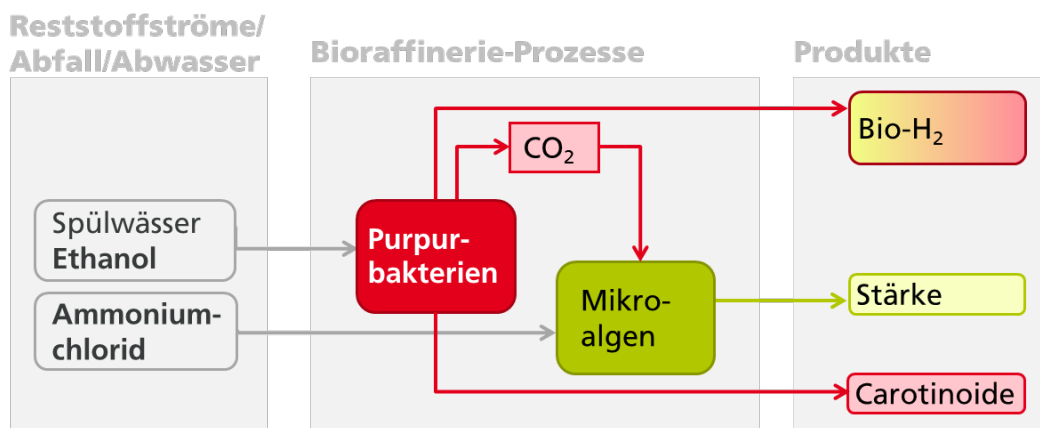 Reststoffströme/
Abfall/Abwasser
Bioraffinerie-Prozesse
Produkte
Bio-H₂
CO₂
Spülwässer
Ethanol
Purpur-
bakterien
Ammonium-
chlorid
Mikro-
algen
Stärke
Carotinoide